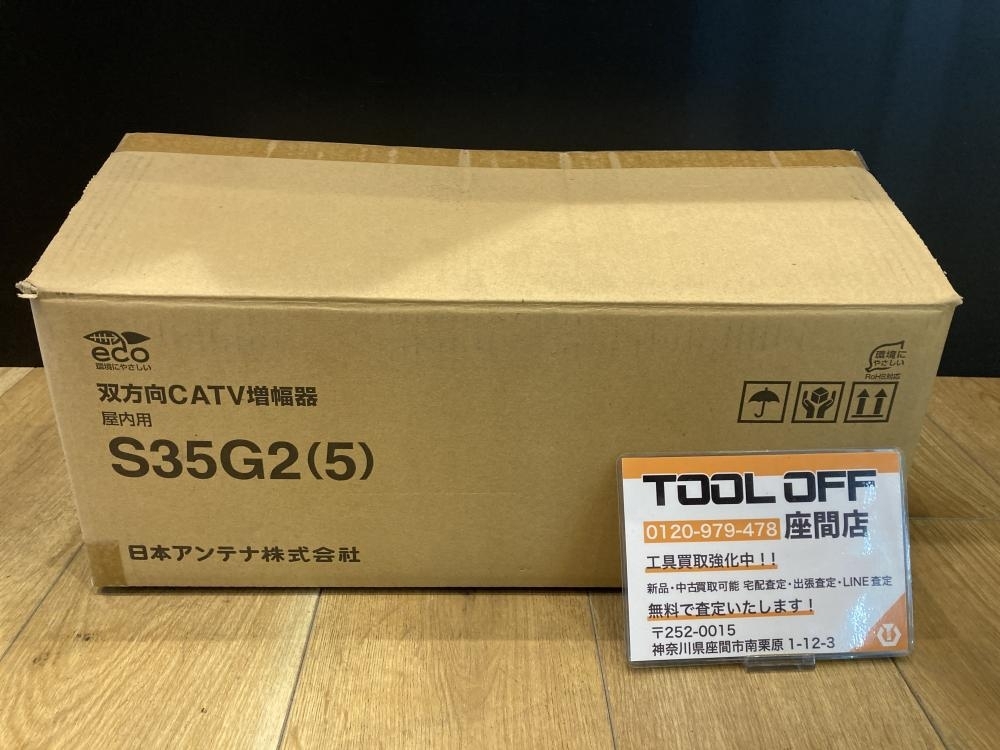 eco
環境にやさしい
双方向CATV増幅器
屋内用
S35G2(5)
日本アンテナ株式会社
環境に
やさしい
RoHS対応
TOOL OFF
0120-979-478 座間店
工具買取強化中！！
新品・中古買取可能 宅配査定・出張査定・LINE査定
無料で査定いたします！
〒252-0015
神奈川県座間市南栗原 1-12-3